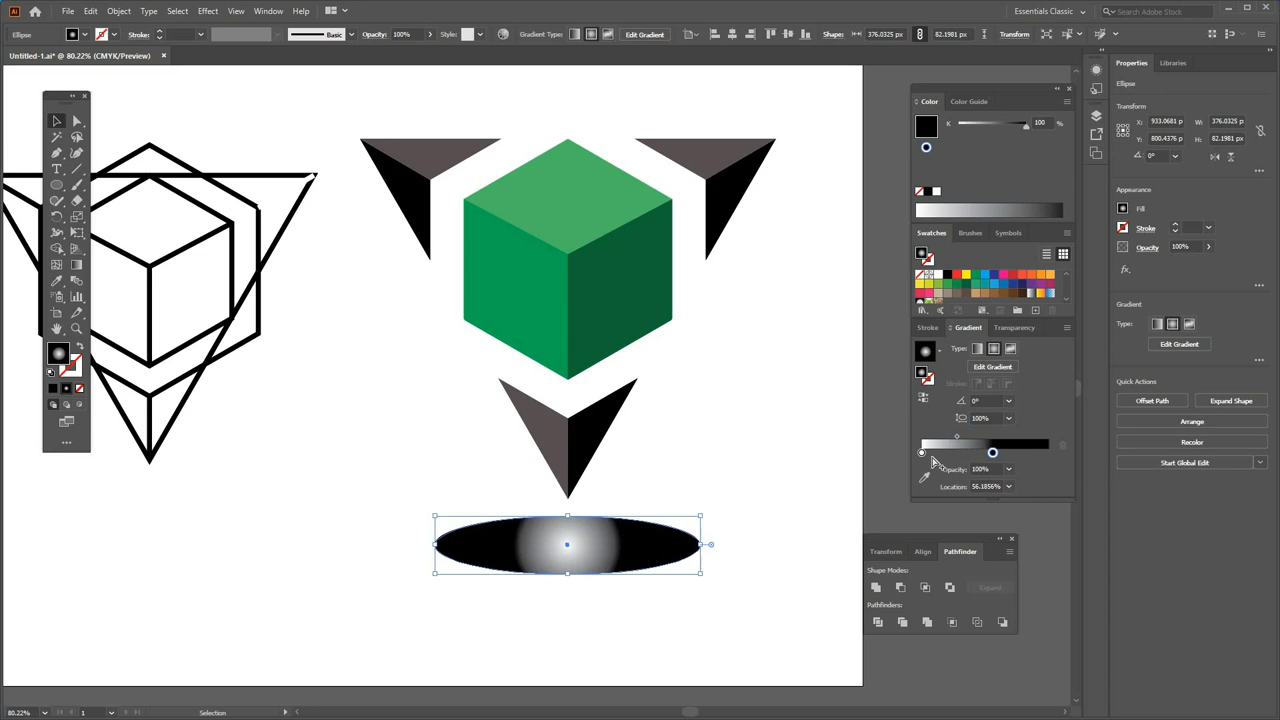 File Edit Object Type Select Effect View Window Help
Essentials Classic
Search Adobe Stock
Ellipse
Stroke:
Basic
Opacity: 100%
Style:
Gradient Type:
Edit Gradient
Shape:
376.0325 px
82.1981 px
Transform
Untitled-1.ai* @ 80.22% (CMYK/Preview)
Color Color Guide
K 100 %
Swatches Brushes Symbols
Stroke Gradient Transparency
Type:
Edit Gradient
Stroke:
0°
100%
Opacity: 100%
Location: 56.1856%
Transform Align Pathfinder
Shape Modes:
Expand
Pathfinders:
Properties Libraries
Ellipse
Transform
X: 933.0681 p W: 376.0325 p
Y: 800.4376 p H: 82.1981 px
0°
Appearance
Fill
Stroke
Opacity 100%
fx.
Gradient
Type:
Edit Gradient
Quick Actions
Offset Path Expand Shape
Arrange
Recolor
Start Global Edit
80.22% 1 Selection